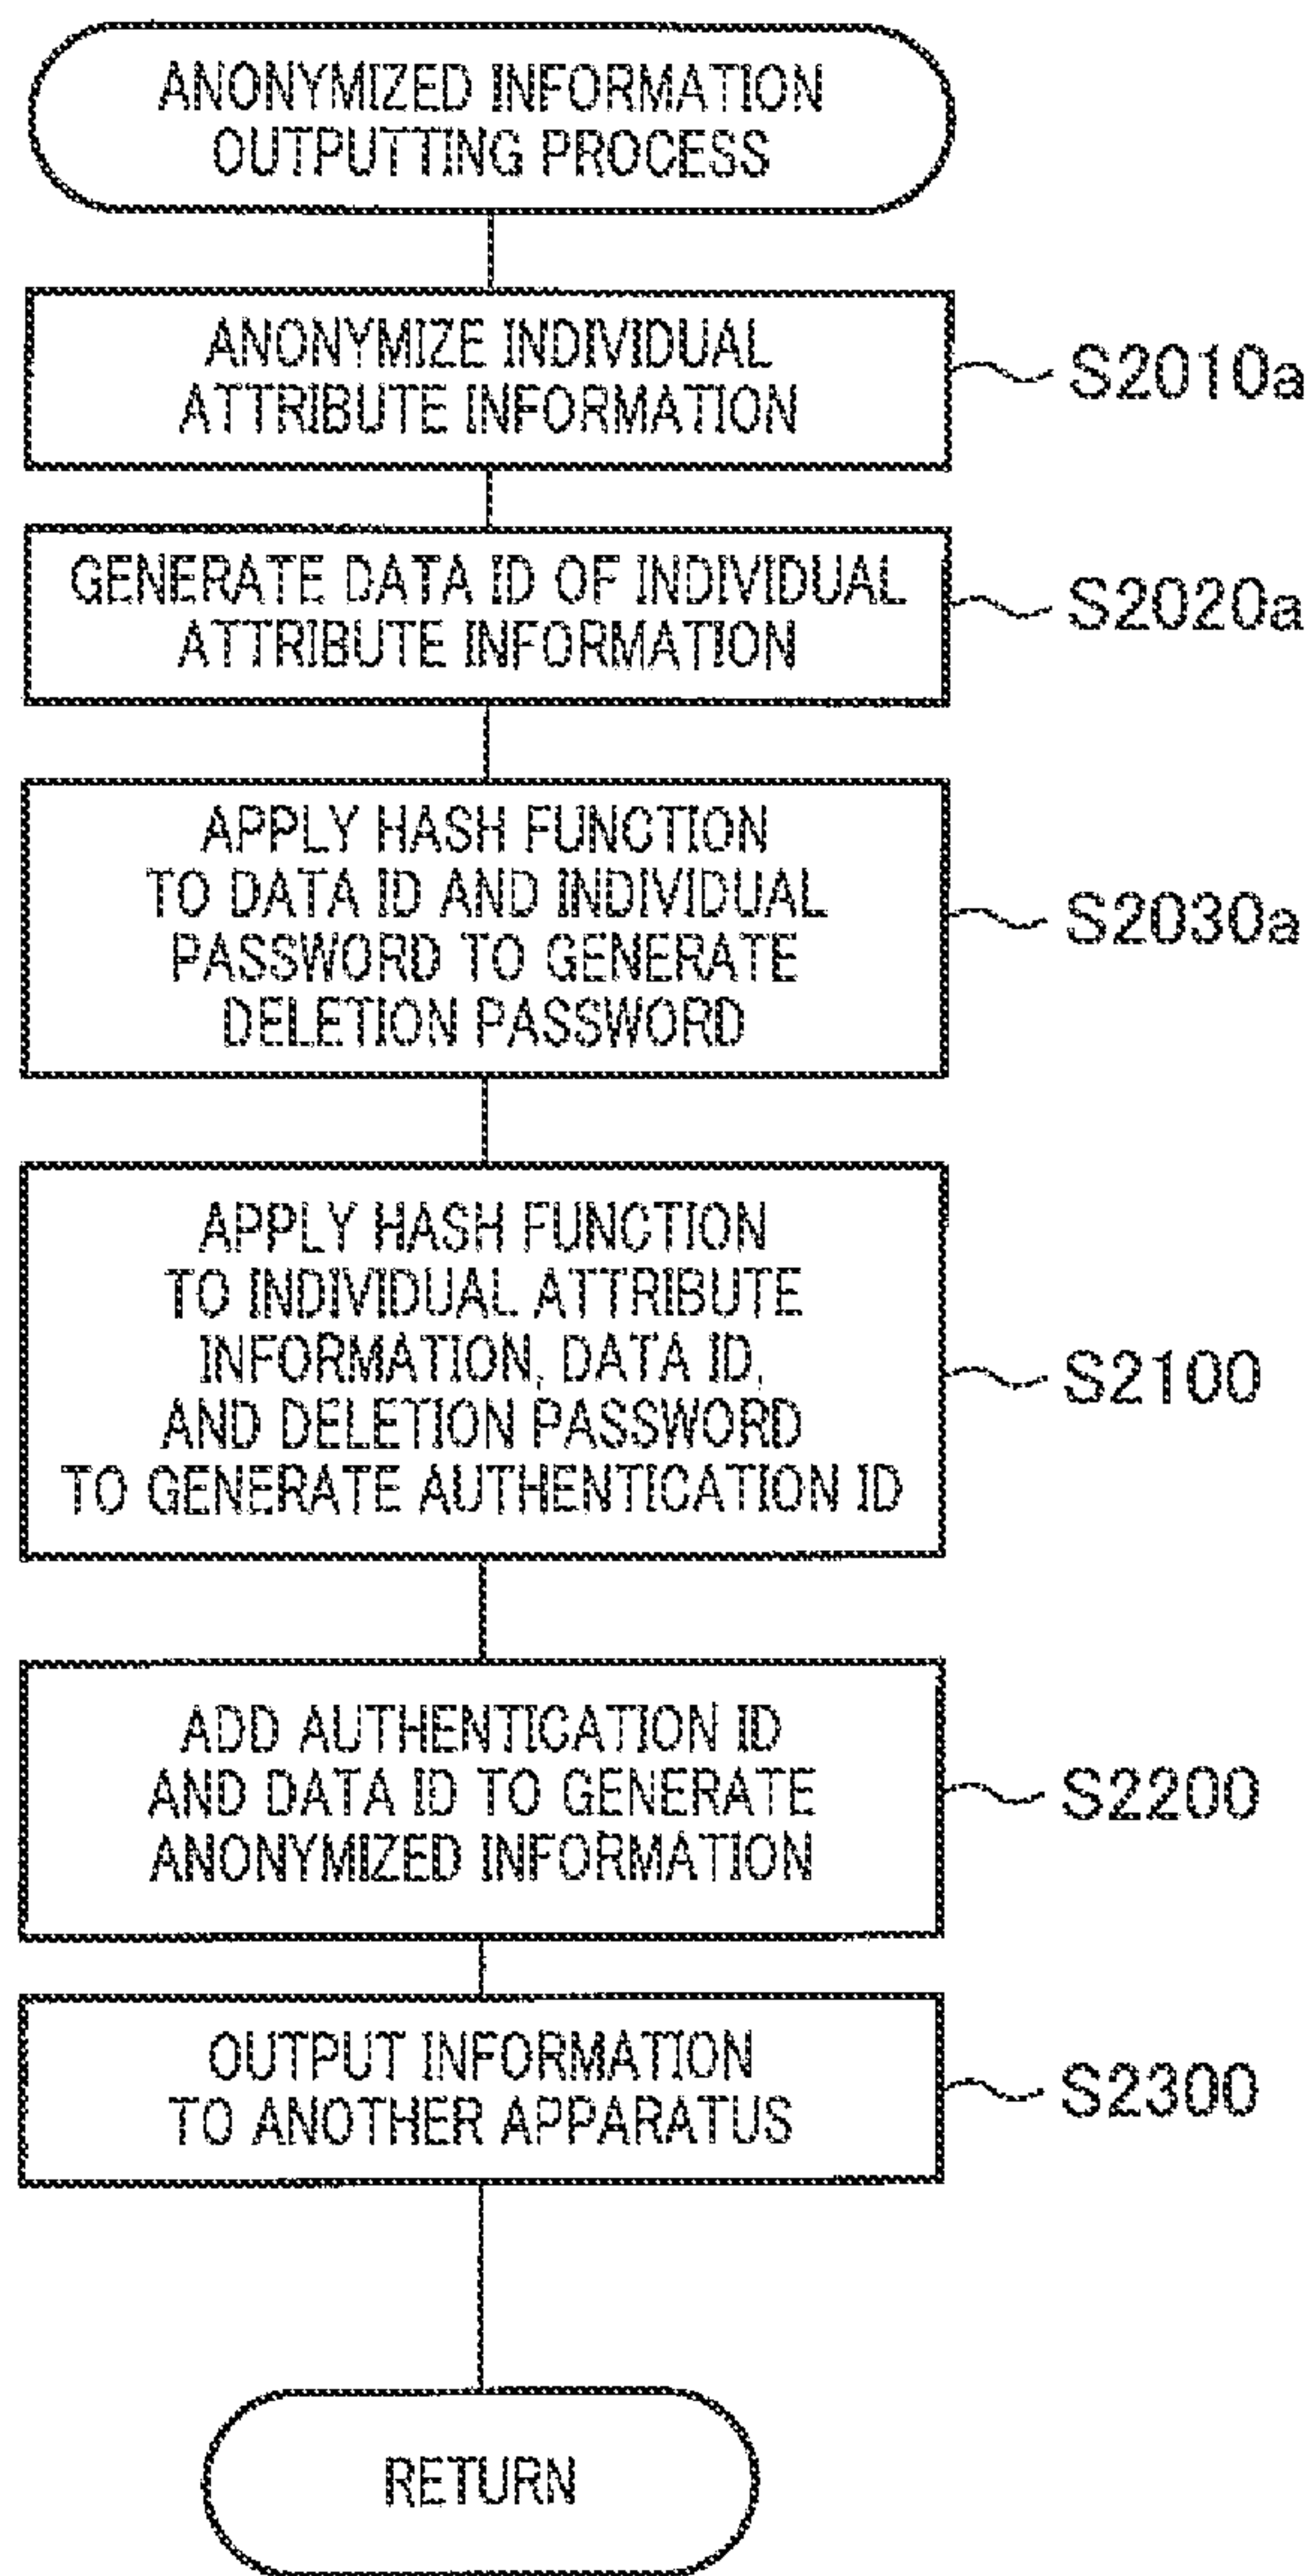 ANONYMIZED INFORMATION
OUTPUTTING PROCESS
ANONYMIZE INDIVIDUAL
ATTRIBUTE INFORMATION
S2010a
GENERATE DATA ID OF INDIVIDUAL
ATTRIBUTE INFORMATION
S2020a
APPLY HASH FUNCTION
TO DATA ID AND INDIVIDUAL
PASSWORD TO GENERATE
DELETION PASSWORD
S2030a
APPLY HASH FUNCTION
TO INDIVIDUAL ATTRIBUTE
INFORMATION, DATA ID,
AND DELETION PASSWORD
TO GENERATE AUTHENTICATION ID
S2100
ADD AUTHENTICATION ID
AND DATA ID TO GENERATE
ANONYMIZED INFORMATION
S2200
OUTPUT INFORMATION
TO ANOTHER APPARATUS
S2300
RETURN